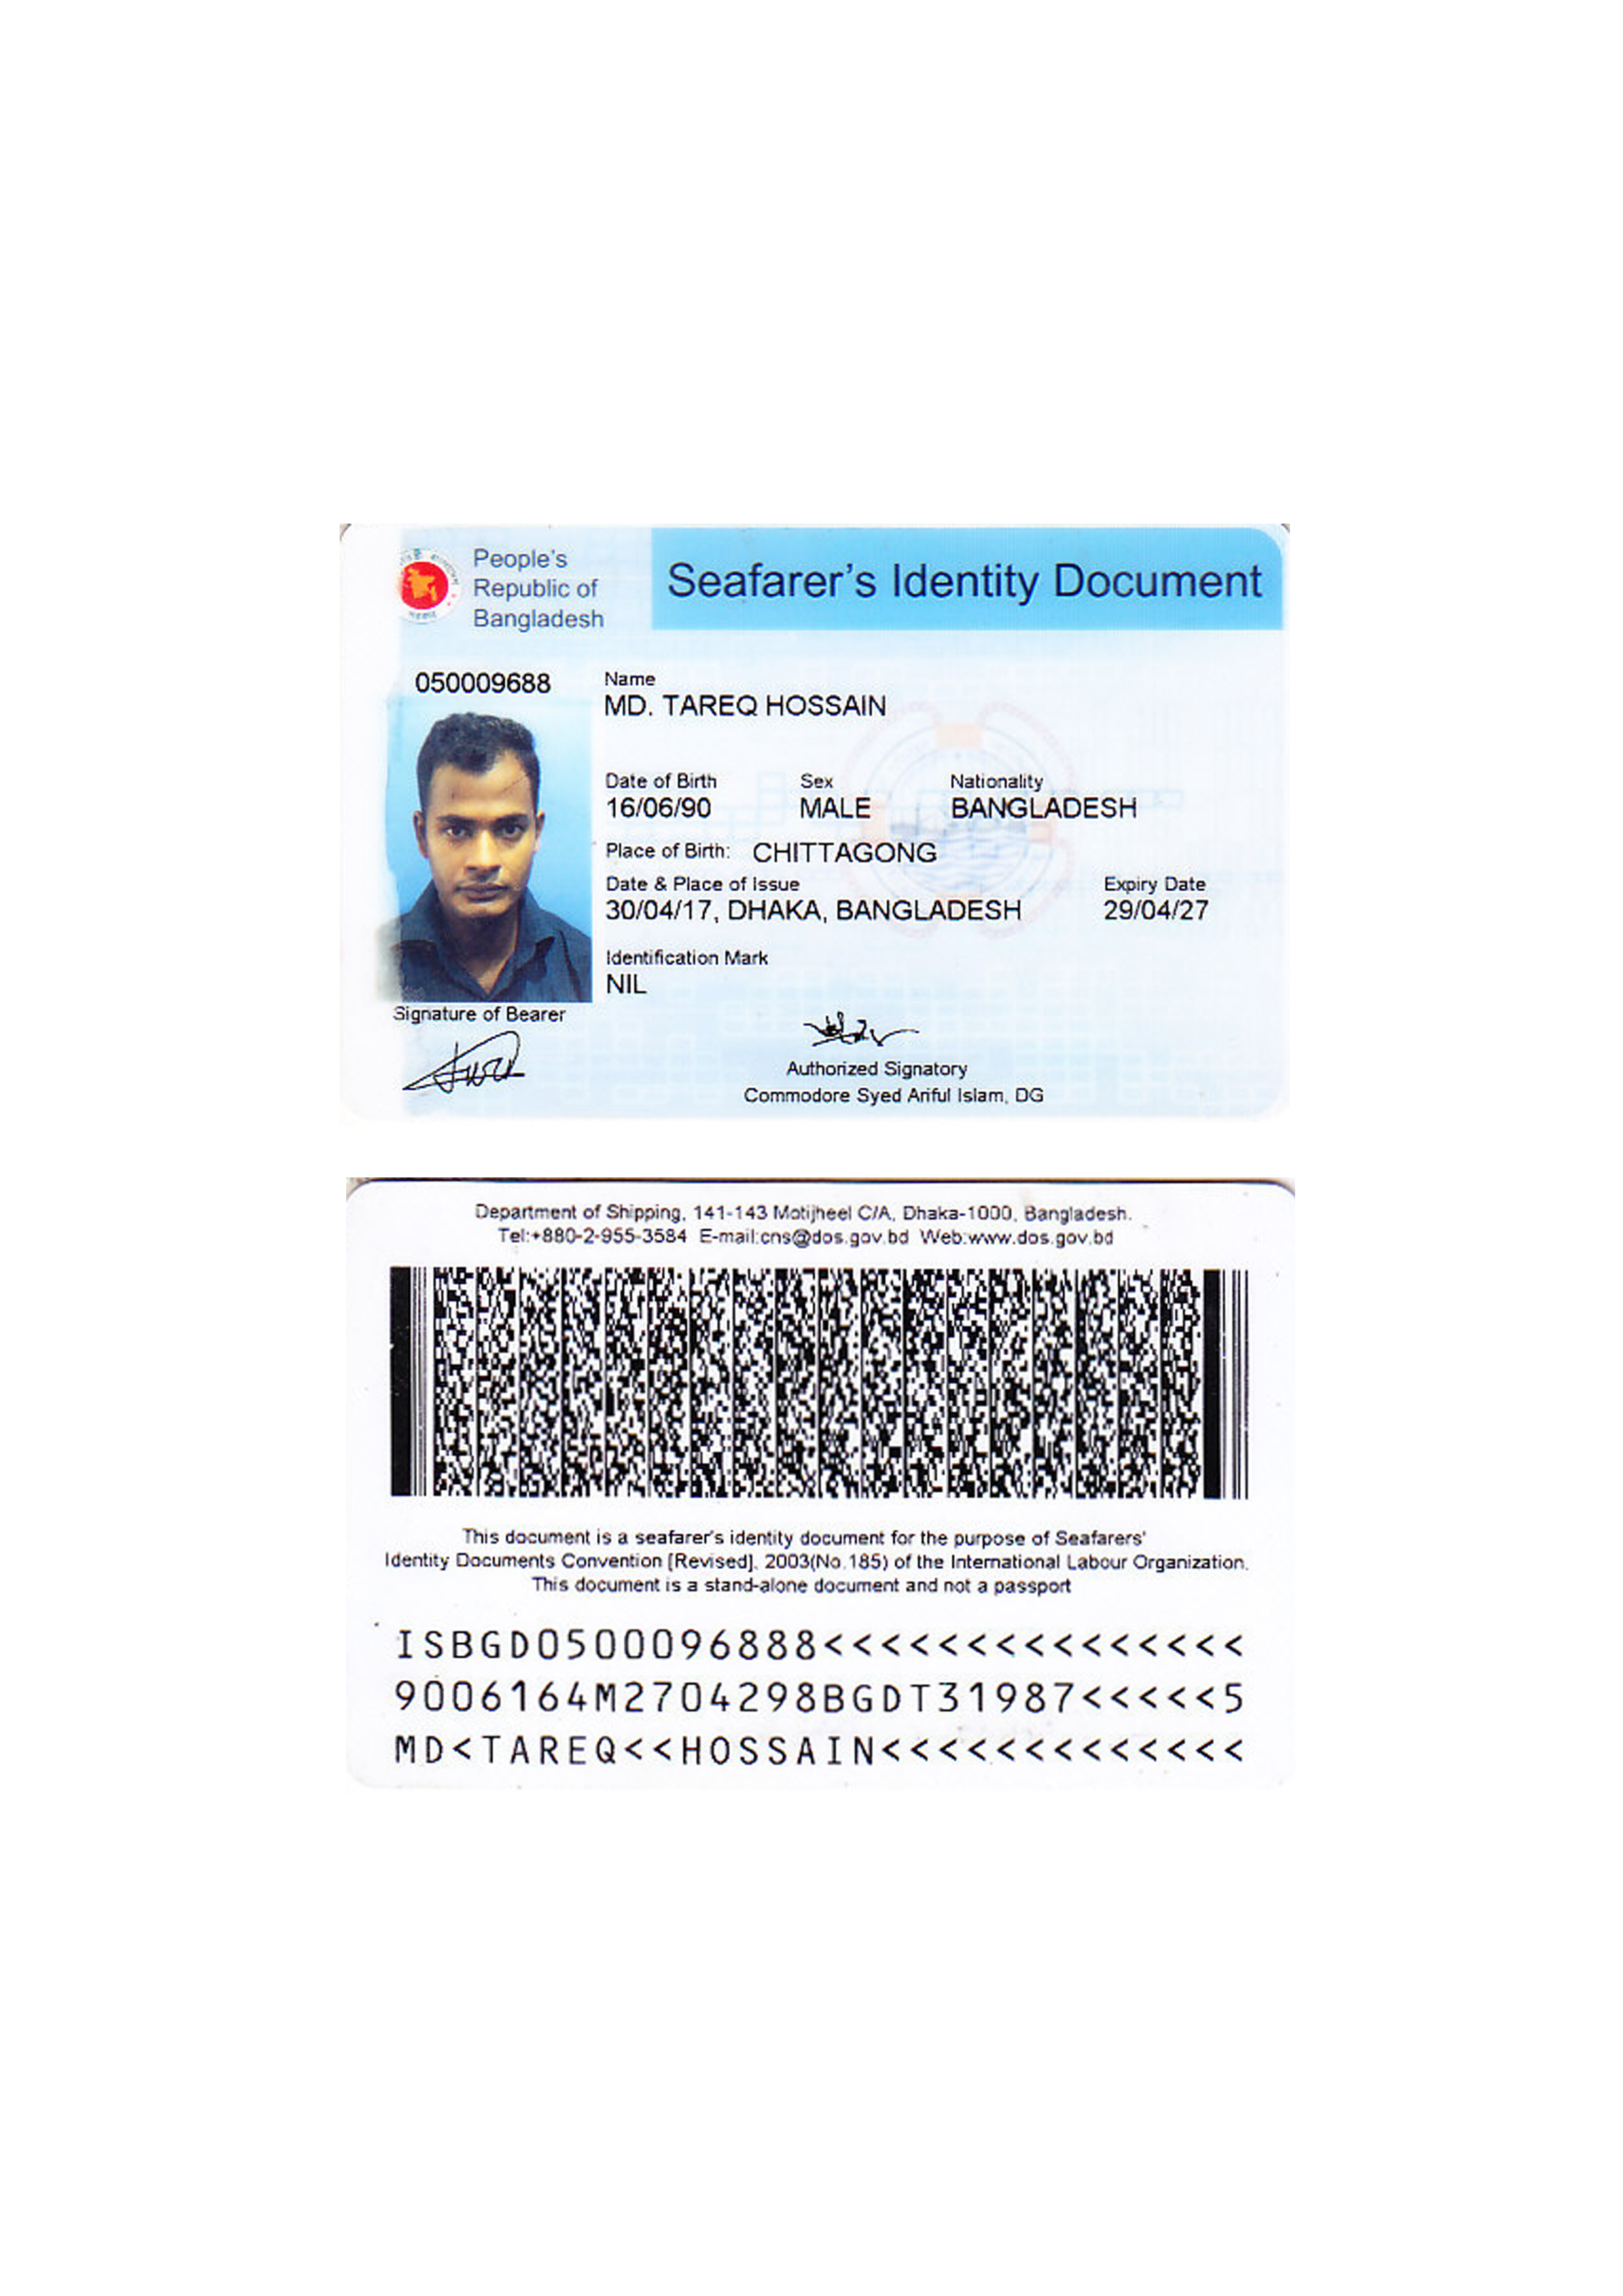 People's
Republic of
Bangladesh
Seafarer's Identity Document
050009688
Name
MD. TAREQ HOSSAIN
Date of Birth Sex Nationality
16/06/90 MALE BANGLADESH
Place of Birth: CHITTAGONG
Date & Place of Issue Expiry Date
30/04/17, DHAKA, BANGLADESH 29/04/27
Identification Mark
NIL
Signature of Bearer
Authorized Signatory
Commodore Syed Ariful Islam, DG
Department of Shipping, 141-143 Motijheel C/A, Dhaka-1000, Bangladesh.
Tel:+880-2-955-3584 E-mail:cns@dos.gov.bd Web:www.dos.gov.bd
This document is a seafarer's identity document for the purpose of Seafarers'
Identity Documents Convention [Revised], 2003(No.185) of the International Labour Organization.
This document is a stand-alone document and not a passport
ISBGD0500096888<<<<<<<<<<<<<<<
9006164M2704298BGDT31987<<<<<5
MD<TAREQ<<HOSSAIN<<<<<<<<<<<<<